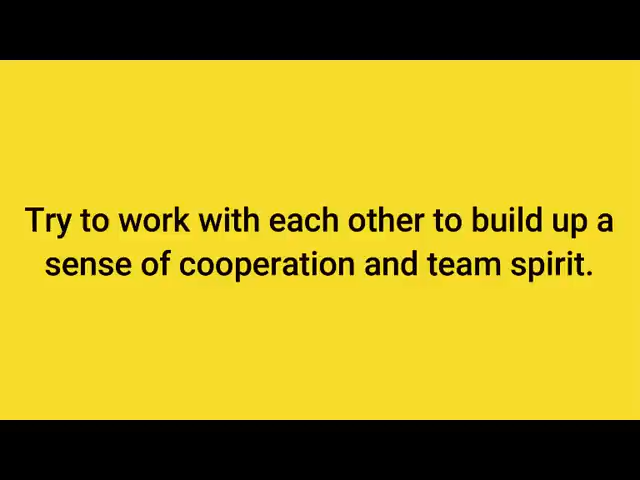 Try to work with each other to build up a
sense of cooperation and team spirit.